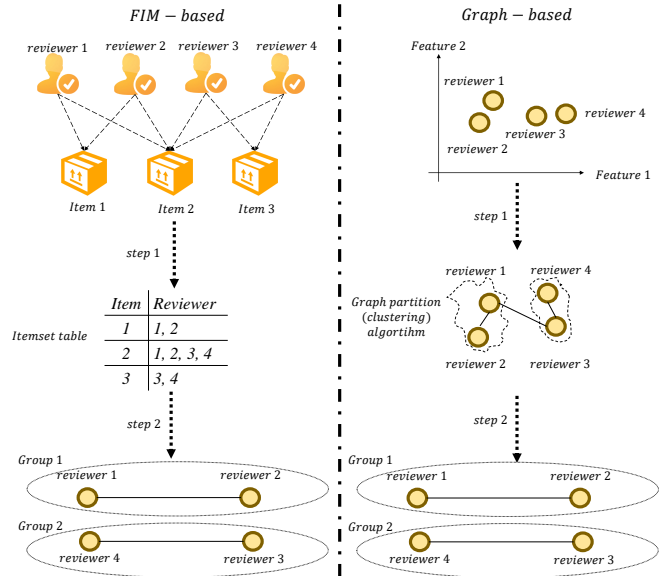 FIM − based
reviewer 1
reviewer 2
reviewer 3
reviewer 4
Item 1
Item 2
Item 3
step 1
Itemset table
Item Reviewer
1 1, 2
2 1, 2, 3, 4
3 3, 4
step 2
Group 1
reviewer 1
reviewer 2
Group 2
reviewer 4
reviewer 3
Graph − based
Feature 2
reviewer 1
reviewer 4
reviewer 3
reviewer 2
Feature 1
step 1
reviewer 1
reviewer 4
Graph partition
(clustering)
algortihm
reviewer 2
reviewer 3
step 2
Group 1
reviewer 1
reviewer 2
Group 2
reviewer 4
reviewer 3